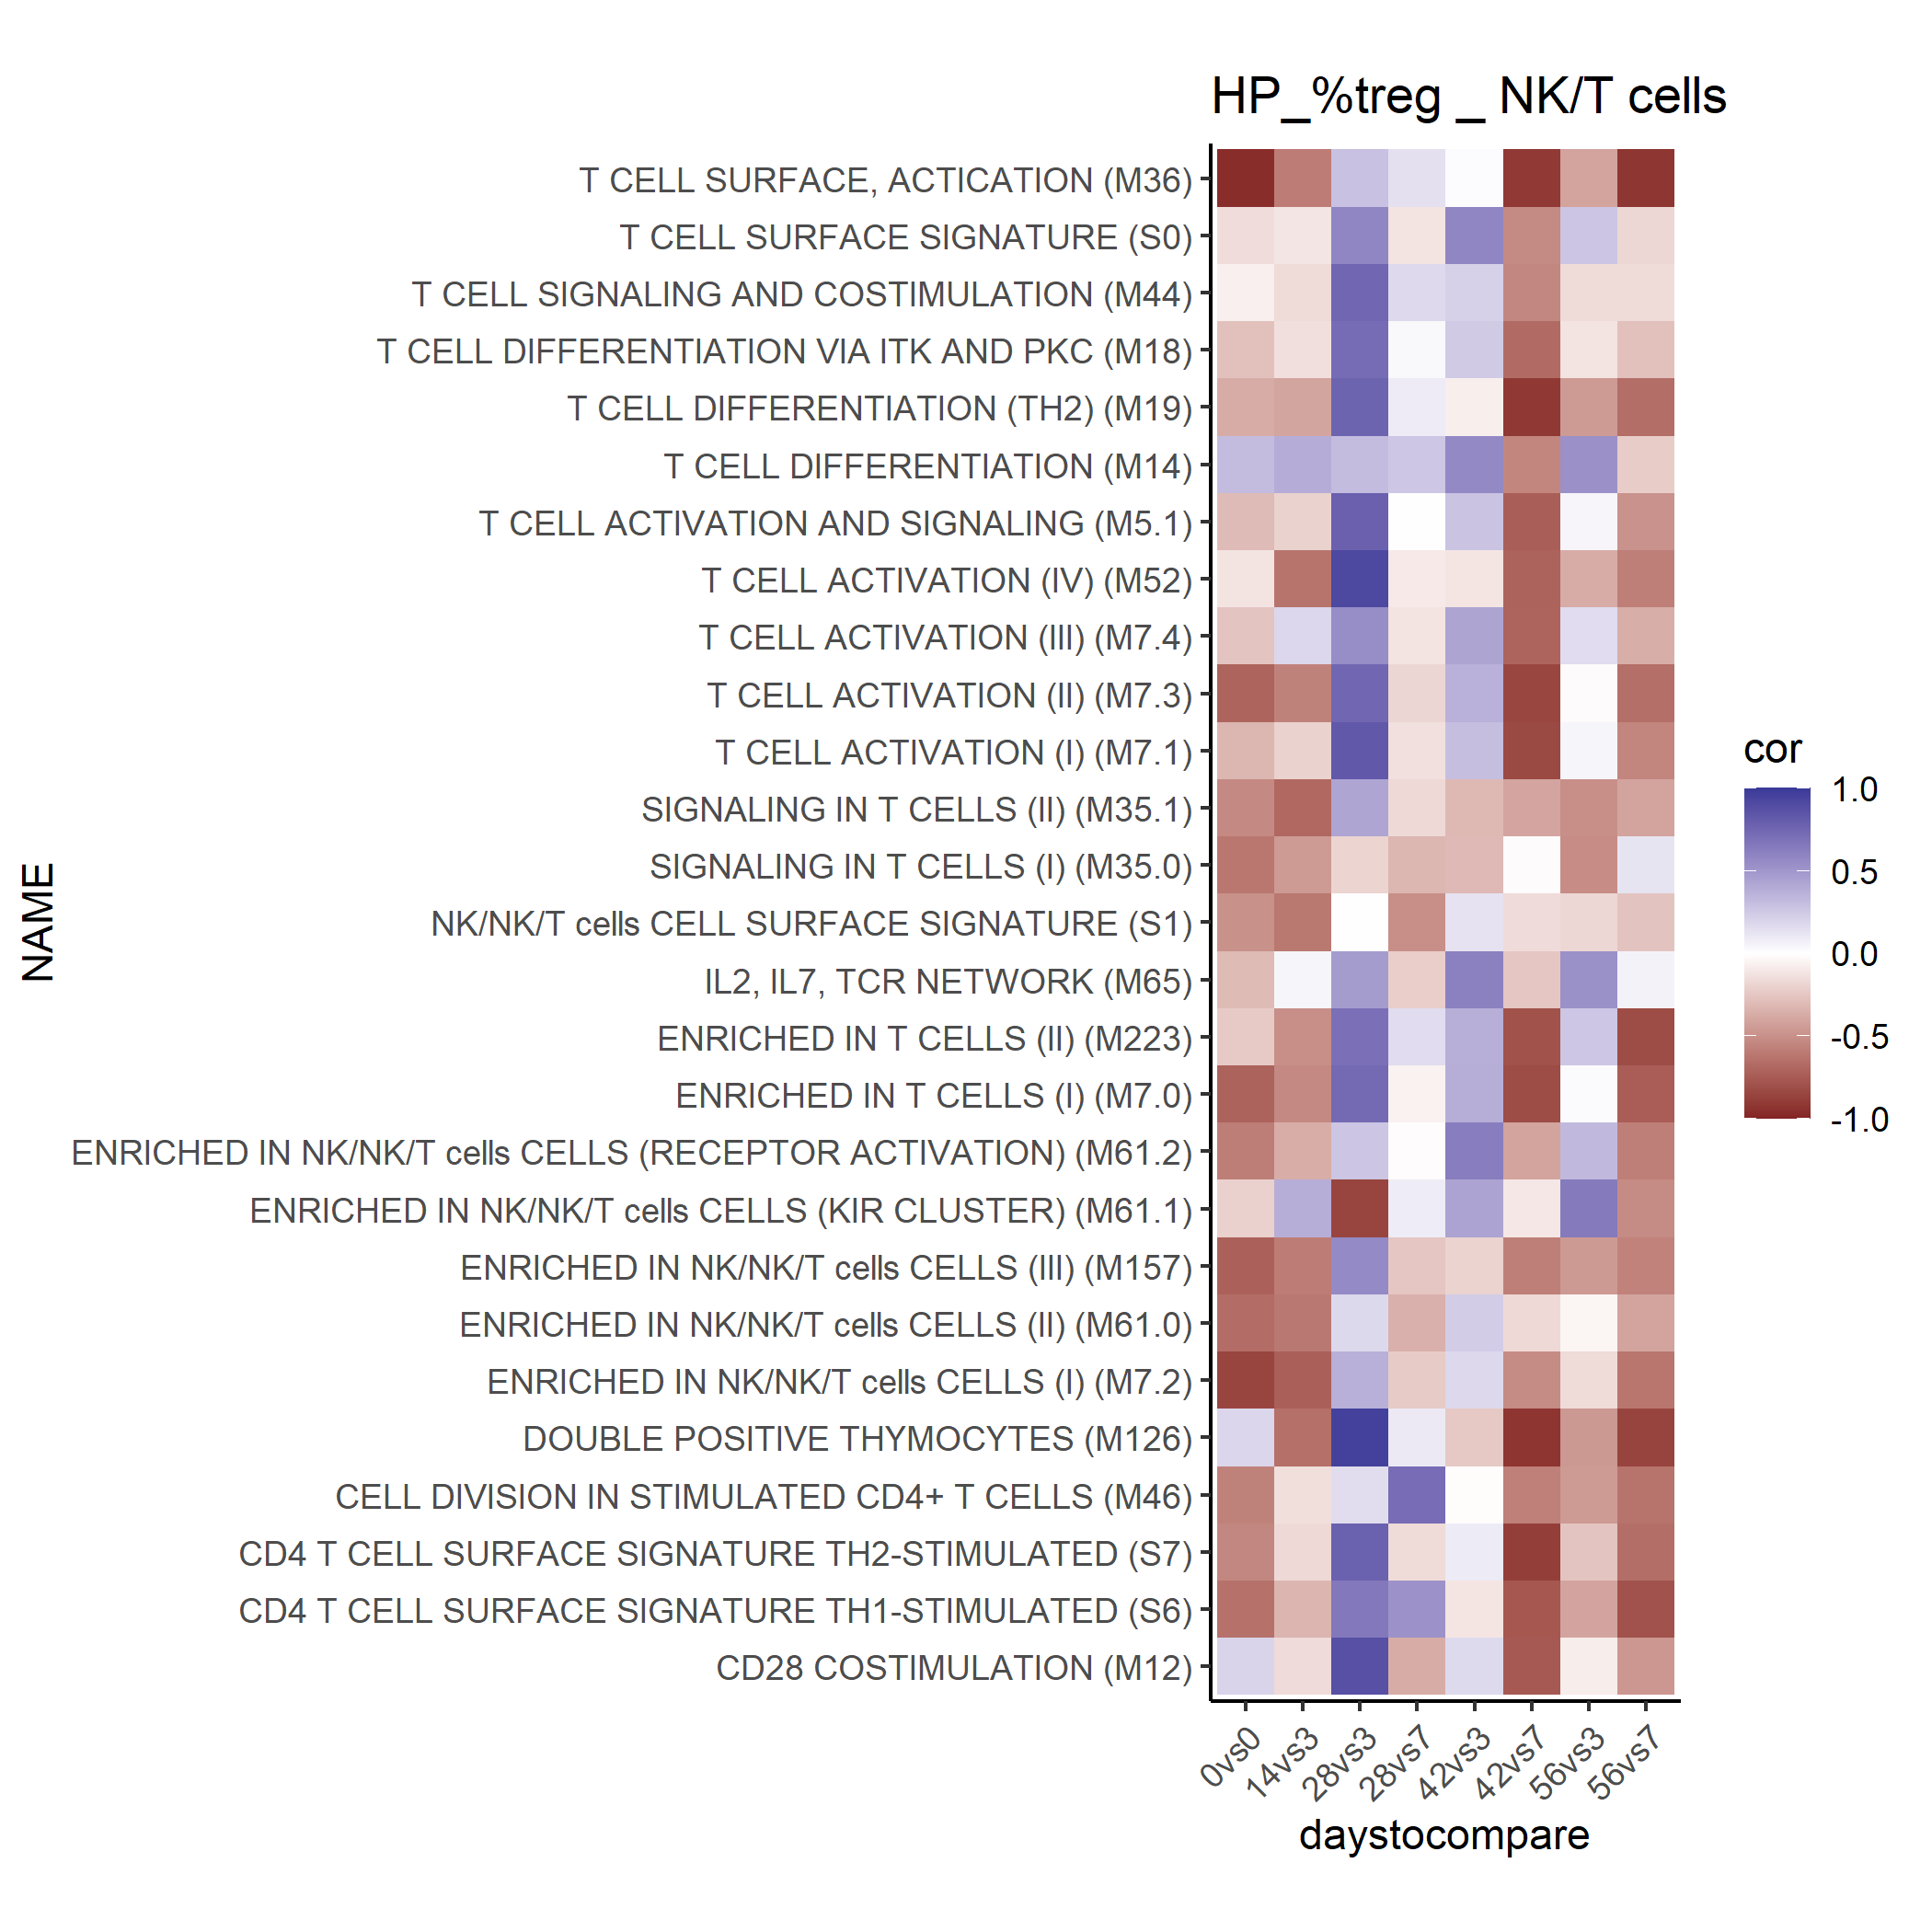 HP_%treg _ NK/T cells
T CELL SURFACE, ACTICATION (M36)
T CELL SURFACE SIGNATURE (S0)
T CELL SIGNALING AND COSTIMULATION (M44)
T CELL DIFFERENTIATION VIA ITK AND PKC (M18)
T CELL DIFFERENTIATION (TH2) (M19)
T CELL DIFFERENTIATION (M14)
T CELL ACTIVATION AND SIGNALING (M5.1)
T CELL ACTIVATION (IV) (M52)
T CELL ACTIVATION (III) (M7.4)
T CELL ACTIVATION (II) (M7.3)
T CELL ACTIVATION (I) (M7.1)
SIGNALING IN T CELLS (II) (M35.1)
SIGNALING IN T CELLS (I) (M35.0)
NK/NK/T cells CELL SURFACE SIGNATURE (S1)
IL2, IL7, TCR NETWORK (M65)
ENRICHED IN T CELLS (II) (M223)
ENRICHED IN T CELLS (I) (M7.0)
ENRICHED IN NK/NK/T cells CELLS (RECEPTOR ACTIVATION) (M61.2)
ENRICHED IN NK/NK/T cells CELLS (KIR CLUSTER) (M61.1)
ENRICHED IN NK/NK/T cells CELLS (III) (M157)
ENRICHED IN NK/NK/T cells CELLS (II) (M61.0)
ENRICHED IN NK/NK/T cells CELLS (I) (M7.2)
DOUBLE POSITIVE THYMOCYTES (M126)
CELL DIVISION IN STIMULATED CD4+ T CELLS (M46)
CD4 T CELL SURFACE SIGNATURE TH2-STIMULATED (S7)
CD4 T CELL SURFACE SIGNATURE TH1-STIMULATED (S6)
CD28 COSTIMULATION (M12)
NAME
0vs0
14vs3
28vs3
28vs7
42vs3
42vs7
56vs3
56vs7
daystocompare
cor
1.0
0.5
0.0
-0.5
-1.0